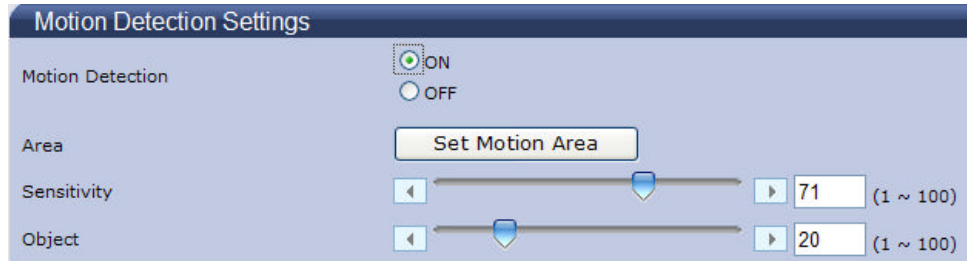 Motion Detection Settings
Motion Detection
ON
OFF
Area
Set Motion Area
Sensitivity
71
(1 ~ 100)
Object
20
(1 ~ 100)